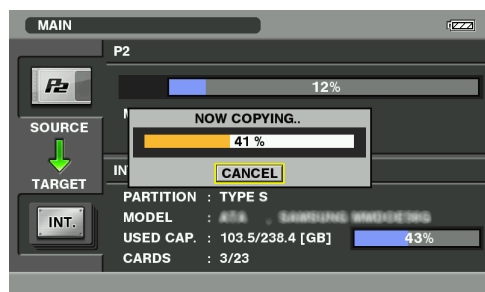 MAIN
P2
P2
12%
SOURCE
NOW COPYING..
41 %
CANCEL
TARGET
INT.
PARTITION : TYPE S
MODEL :
USED CAP. : 103.5/238.4 [GB]
43%
CARDS : 3/23